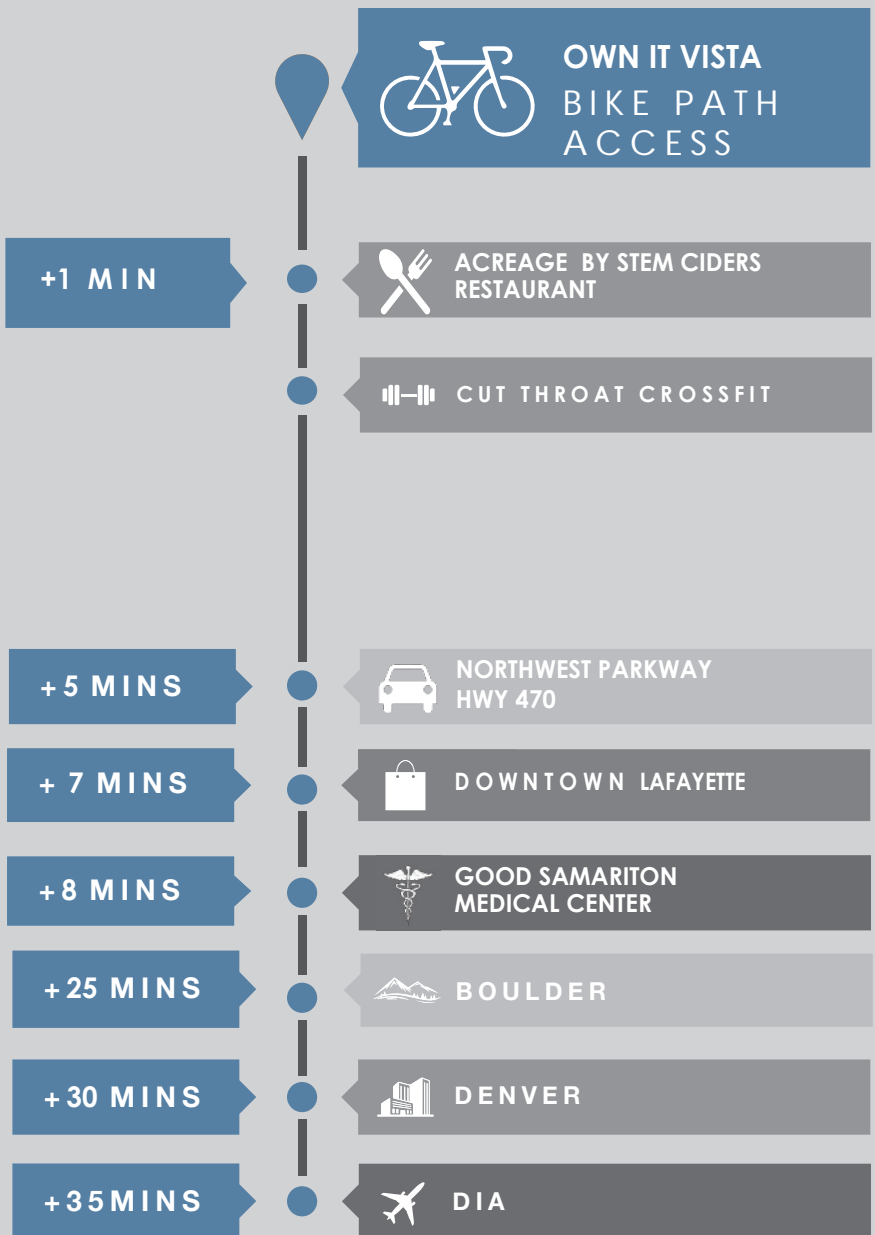 OWN IT VISTA
BIKE PATH
ACCESS
+1 MIN
ACREAGE BY STEM CIDERS
RESTAURANT
CUT THROAT CROSSFIT
+5 MINS
NORTHWEST PARKWAY
HWY 470
+ 7 MINS
DOWNTOWN LAFAYETTE
+8 MINS
GOOD SAMARITON
MEDICAL CENTER
+25 MINS
BOULDER
+30 MINS
DENVER
+35MINS
DIA